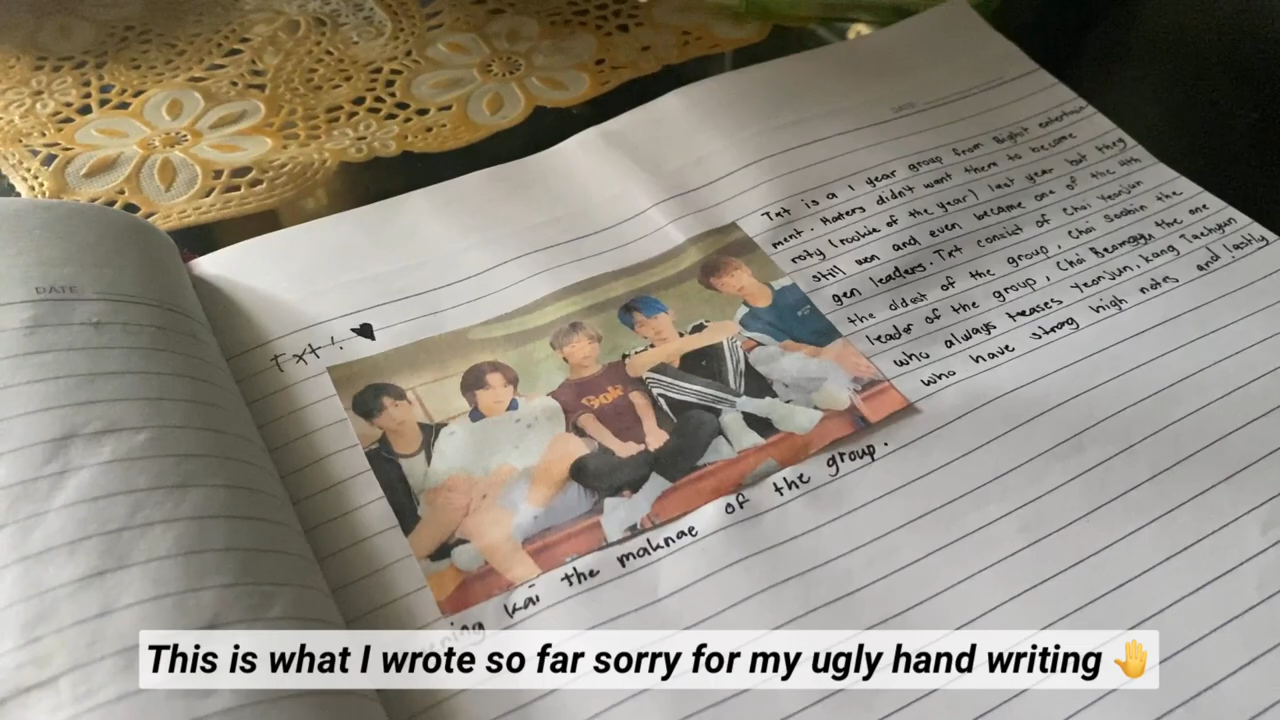 DATE:
DATE:
Txt is a 1 year group from Bighit entertain
ment. Haters didn't want them to become
roty (rookie of the year) last year but they
still won and even became one of the 4th
gen leaders. Txt consist of Choi Yeonjun
the oldest of the group, Choi Soobin the
leader of the group, Choi Beomgyu the one
who always teases Yeonjun, kang Taehyun
who have strong high notes and lastly
Txt! ♥
kai the maknae of the group.
This is what I wrote so far sorry for my ugly hand writing 🤚